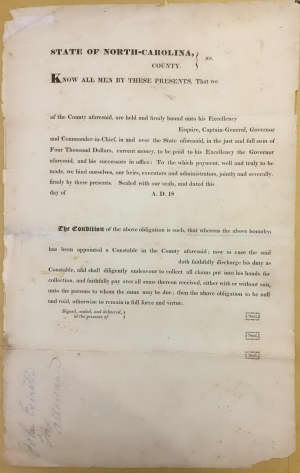 STATE OF NORTH-CAROLINA, } ss.
COUNTY.
KNOW ALL MEN BY THESE PRESENTS, That we
of the County aforesaid, are held and firmly bound unto his Excellency
Esquire, Captain-General, Governor
and Commander-in-Chief, in and over the State aforesaid, in the just and full sum of
Four Thousand Dollars, current money, to be paid to his Excellency the Governor
aforesaid, and his successors in office: To the which payment, well and truly to be
made, we bind ourselves, our heirs, executors and administrators, jointly and severally,
firmly by these presents. Sealed with our seals, and dated this
day of A. D. 18
The Condition of the above obligation is such, that whereas the above bounden
has been appointed a Constable in the County aforesaid; now in case the said
doth faithfully discharge his duty as
Constable, and shall diligently endeavour to collect all claims put into his hands for
collection, and faithfully pay over all sums thereon received, either with or without suit,
unto the persons to whom the same may be due; then the above obligation to be null
and void, otherwise to remain in full force and virtue.
Signed, sealed, and delivered, }
in the presence of
Seal.
Seal.
Seal.